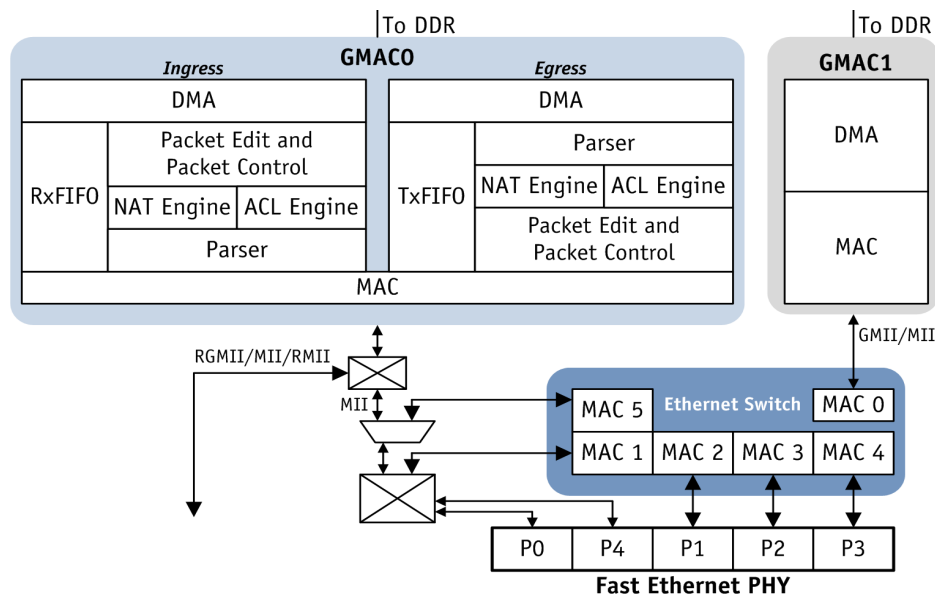 To DDR
To DDR
GMAC0
GMAC1
Ingress
Egress
DMA
DMA
DMA
RxFIFO
Packet Edit and
Packet Control
NAT Engine
ACL Engine
Parser
TxFIFO
Parser
NAT Engine
ACL Engine
Packet Edit and
Packet Control
MAC
MAC
GMII/MII
RGMII/MII/RMII
MII
MAC 5
Ethernet Switch
MAC 0
MAC 1
MAC 2
MAC 3
MAC 4
P0
P4
P1
P2
P3
Fast Ethernet PHY